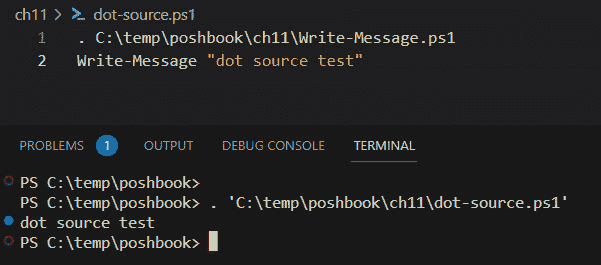 ch11 > dot-source.ps1
1 . C:\temp\poshbook\ch11\Write-Message.ps1
2 Write-Message "dot source test"
PROBLEMS 1 OUTPUT DEBUG CONSOLE TERMINAL
PS C:\temp\poshbook>
PS C:\temp\poshbook> . 'C:\temp\poshbook\ch11\dot-source.ps1'
dot source test
PS C:\temp\poshbook>